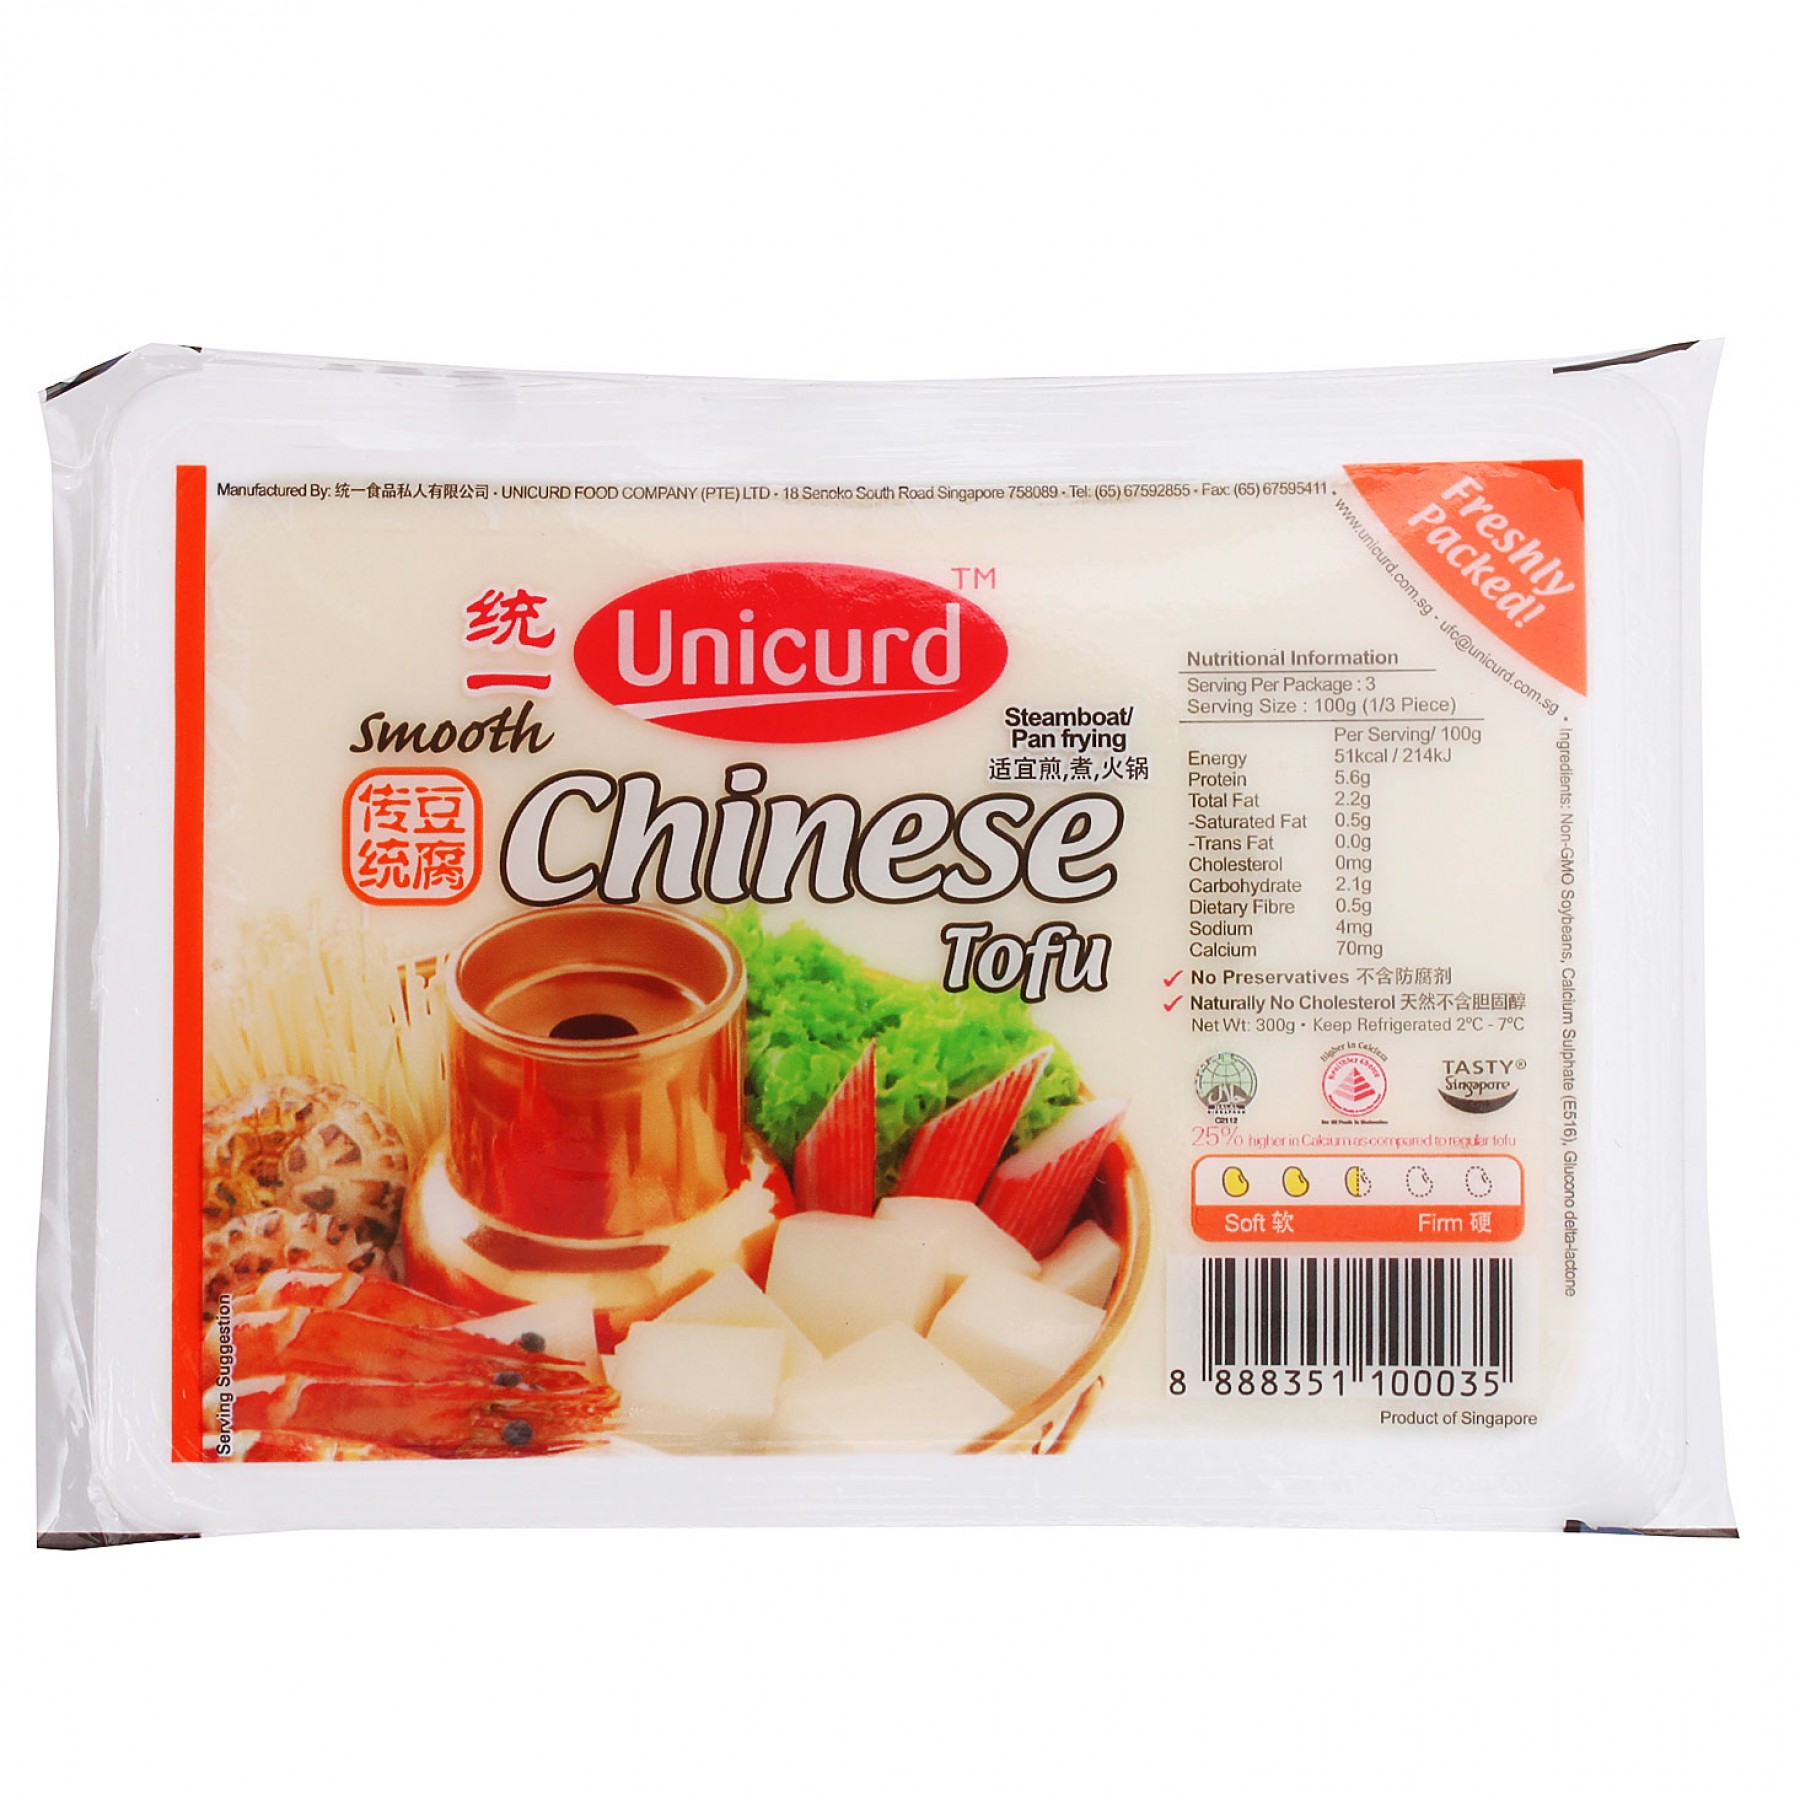 Manufactured By: 统一食品私人有限公司 • UNICURD FOOD COMPANY (PTE) LTD • 18 Senoko South Road Singapore 758089 • Tel: (65) 67592855 • Fax: (65) 67595411 • www.unicurd.com.sg • ufc@unicurd.com.sg •
Ingredients: Non-GMO Soybeans, Calcium Sulphate (E516), Glucono delta-lactone
Freshly
Packed!
统一
Unicurd™
Smooth
传统豆腐
Chinese
Tofu
Steamboat/
Pan frying
适宜煎,煮,火锅
Nutritional Information
Serving Per Package : 3
Serving Size : 100g (1/3 Piece)
Per Serving/ 100g
Energy 51kcal / 214kJ
Protein 5.6g
Total Fat 2.2g
-Saturated Fat 0.5g
-Trans Fat 0.0g
Cholesterol 0mg
Carbohydrate 2.1g
Dietary Fibre 0.5g
Sodium 4mg
Calcium 70mg
No Preservatives 不含防腐剂
Naturally No Cholesterol 天然不含胆固醇
Net Wt: 300g • Keep Refrigerated 2ºC - 7ºC
Higher in Calcium
TASTY®
Singapore
25% higher in Calcium as compared to regular tofu
Soft 软 Firm 硬
8 888351 100035
Product of Singapore
Serving Suggestion